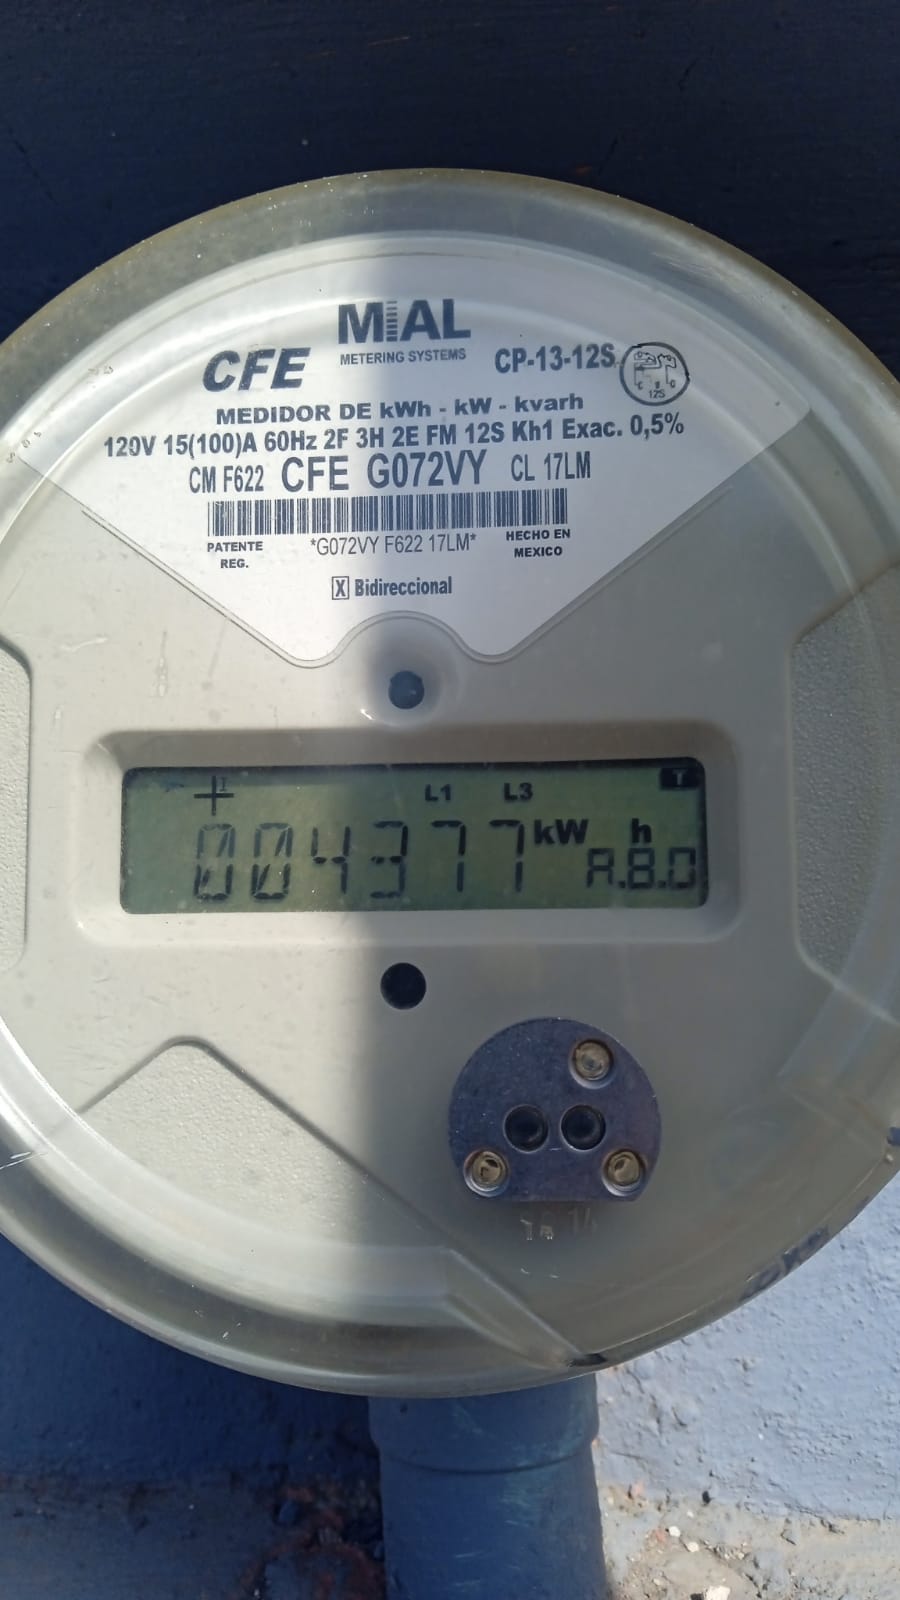 MIAL
METERING SYSTEMS
CFE
CP-13-12S
12S
MEDIDOR DE kWh - kW - kvarh
120V 15(100)A 60Hz 2F 3H 2E FM 12S Kh1 Exac. 0,5%
CM F622 CFE G072VY CL 17LM
PATENTE REG.
*G072VY F622 17LM*
HECHO EN MEXICO
X Bidireccional
L1 L3 T
004377 kW h A.8.0